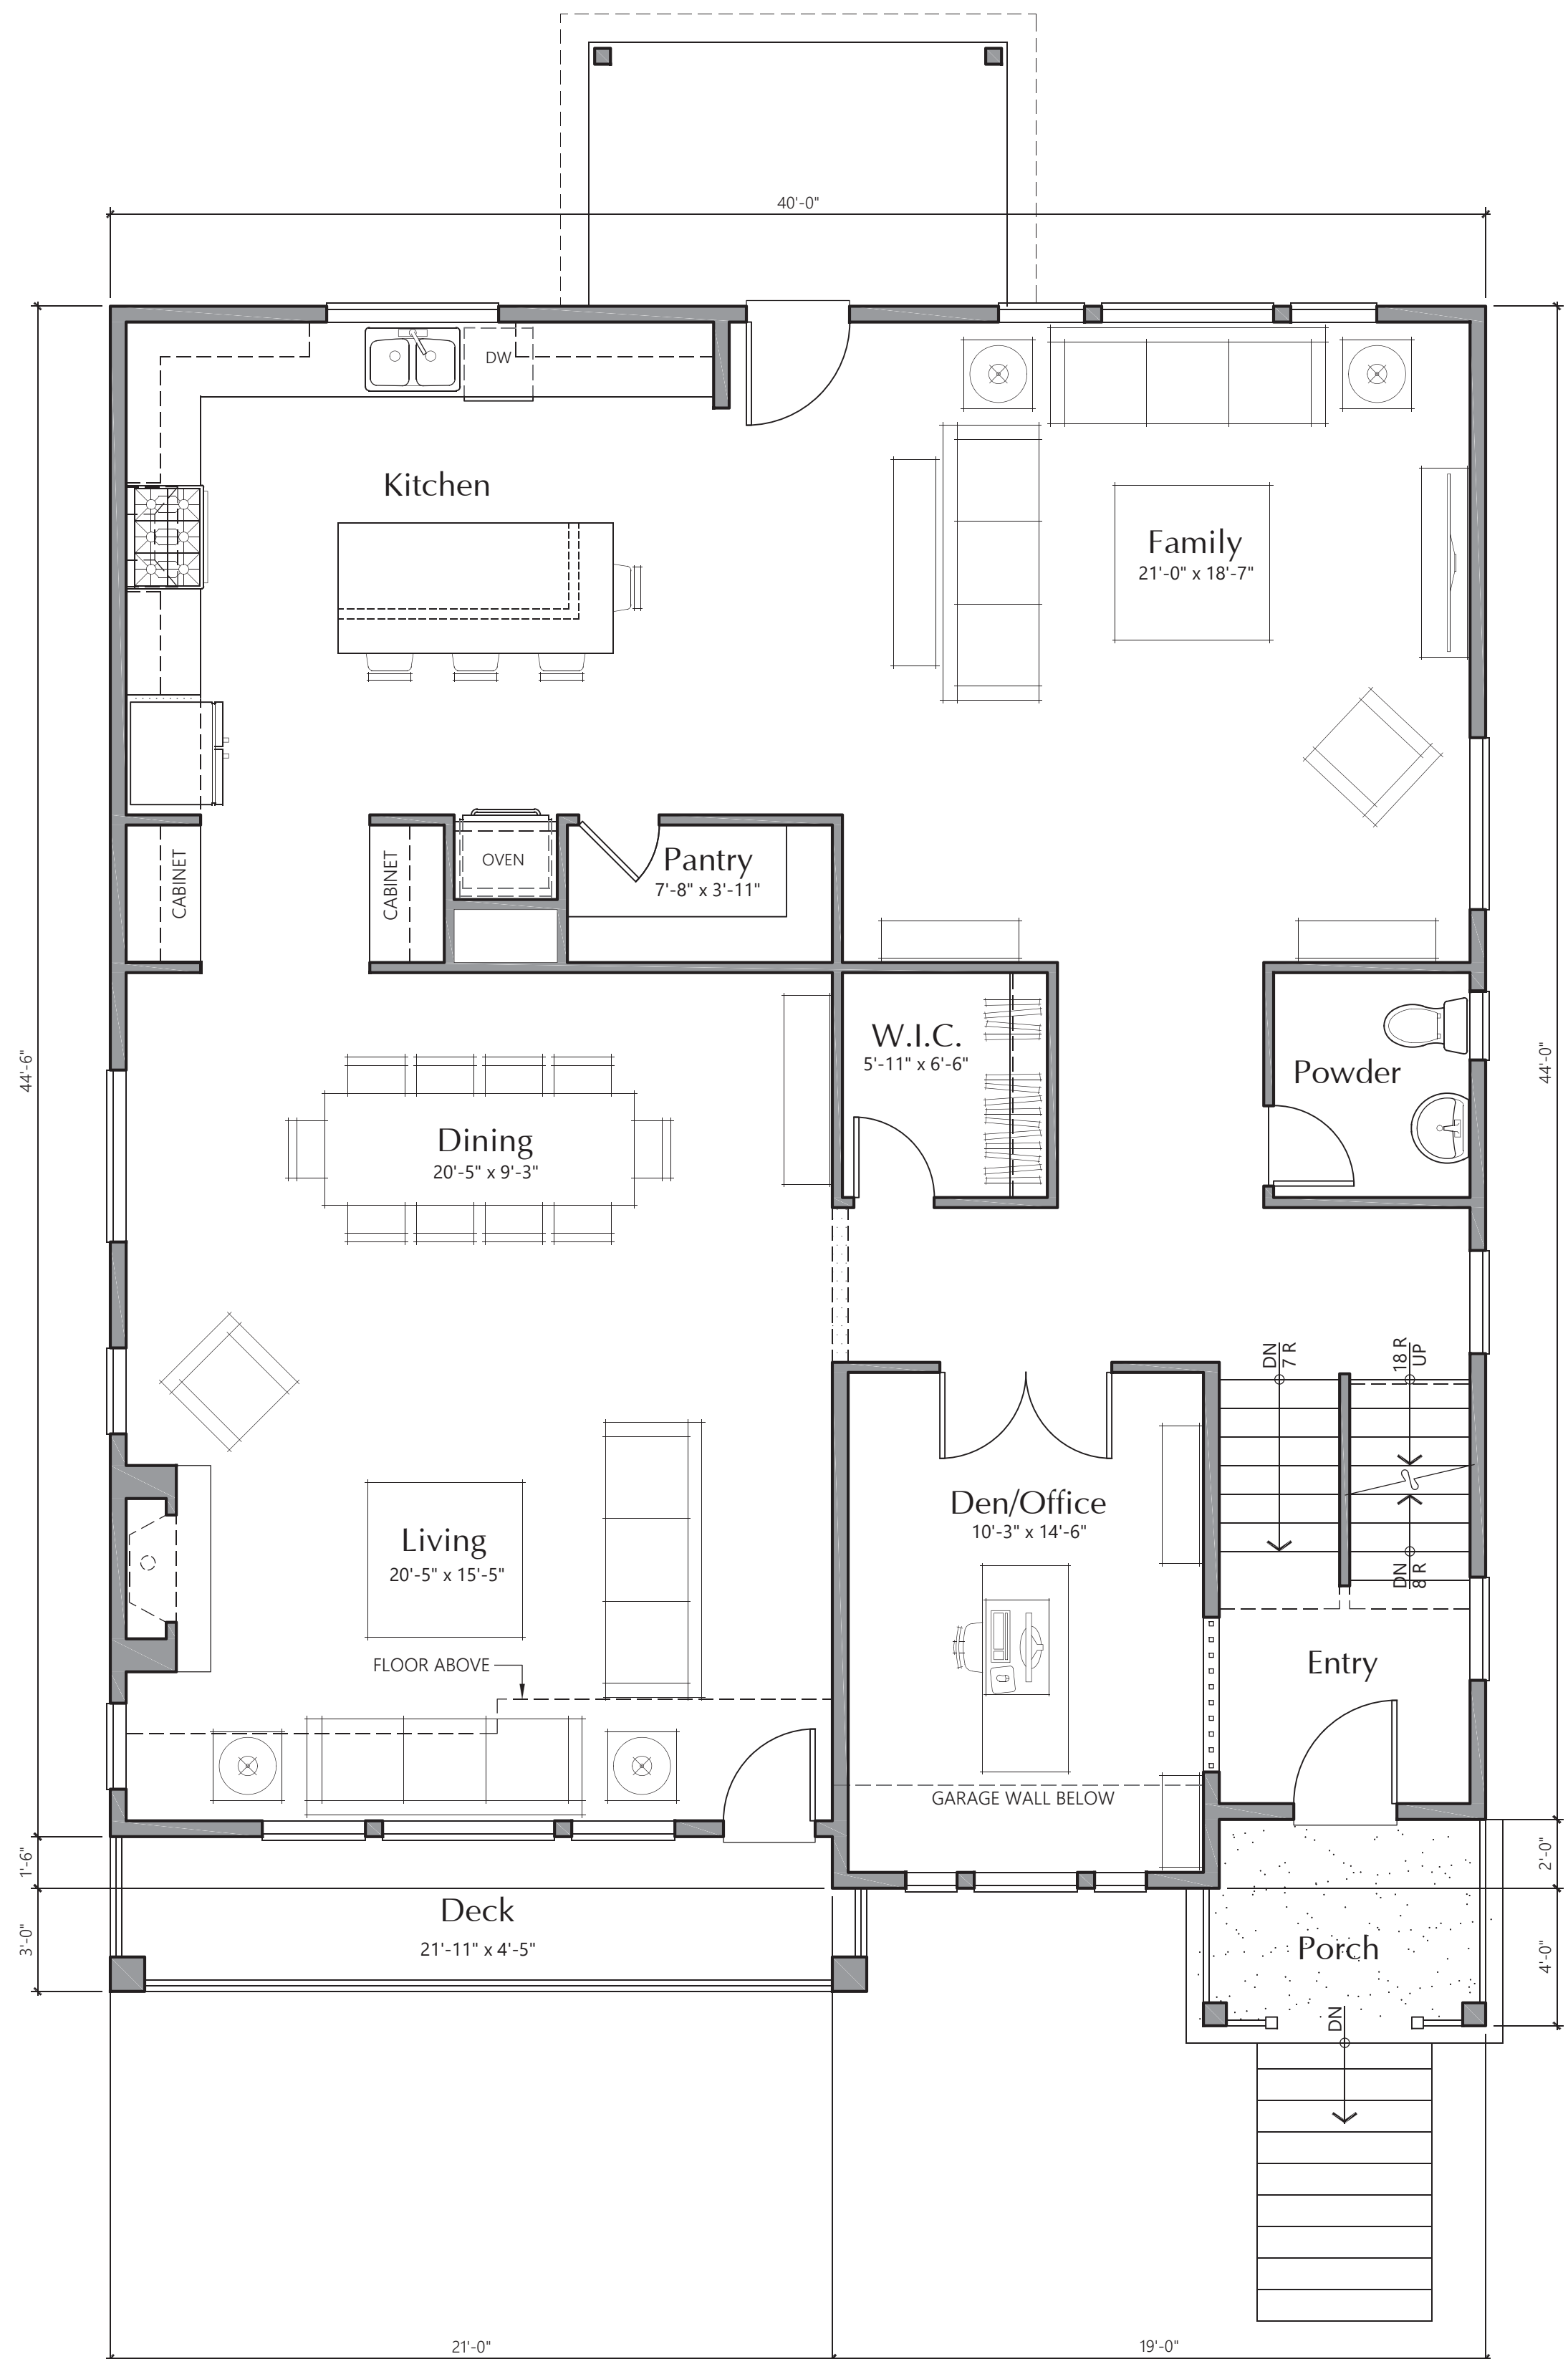 40'-0"
DW
Kitchen
Family
21'-0" x 18'-7"
CABINET
CABINET
OVEN
Pantry
7'-8" x 3'-11"
W.I.C.
5'-11" x 6'-6"
Powder
44'-6"
44'-0"
Dining
20'-5" x 9'-3"
DN
7 R
18 R
UP
Den/Office
10'-3" x 14'-6"
Living
20'-5" x 15'-5"
DN
8 R
FLOOR ABOVE
Entry
GARAGE WALL BELOW
1'-6"
2'-0"
Deck
21'-11" x 4'-5"
3'-0"
Porch
4'-0"
DN
21'-0"
19'-0"